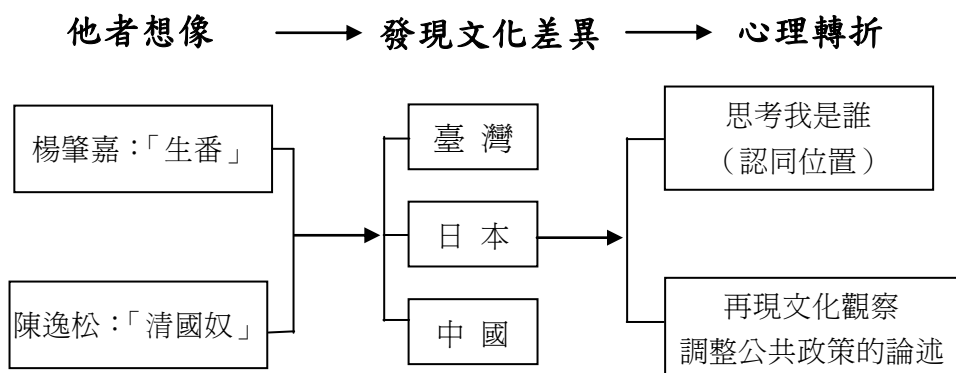 他者想像 發現文化差異 心理轉折
楊肇嘉：「生番」
陳逸松：「清國奴」
臺灣
日本
中國
思考我是誰
（認同位置）
再現文化觀察
調整公共政策的論述